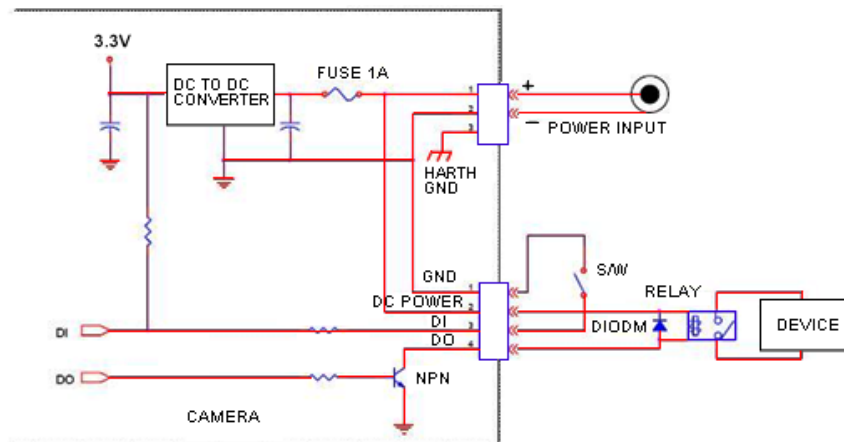 3.3V
DC TO DC
CONVERTER
FUSE 1A
1
2
3
+
−
POWER INPUT
HARTH
GND
GND
1
DC POWER
2
DI
3
DO
4
S/W
RELAY
DIODM
DEVICE
DI
DO
NPN
CAMERA